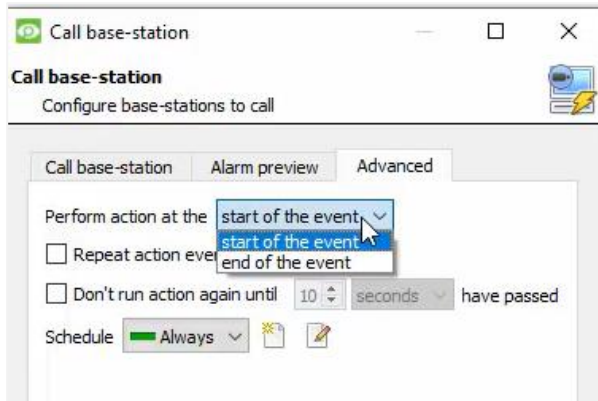 Call base-station
Call base-station
Configure base-stations to call
Call base-station Alarm preview Advanced
Perform action at the start of the event
start of the event
Repeat action
end of the event
Don't run action again until 10 seconds have passed
Schedule Always